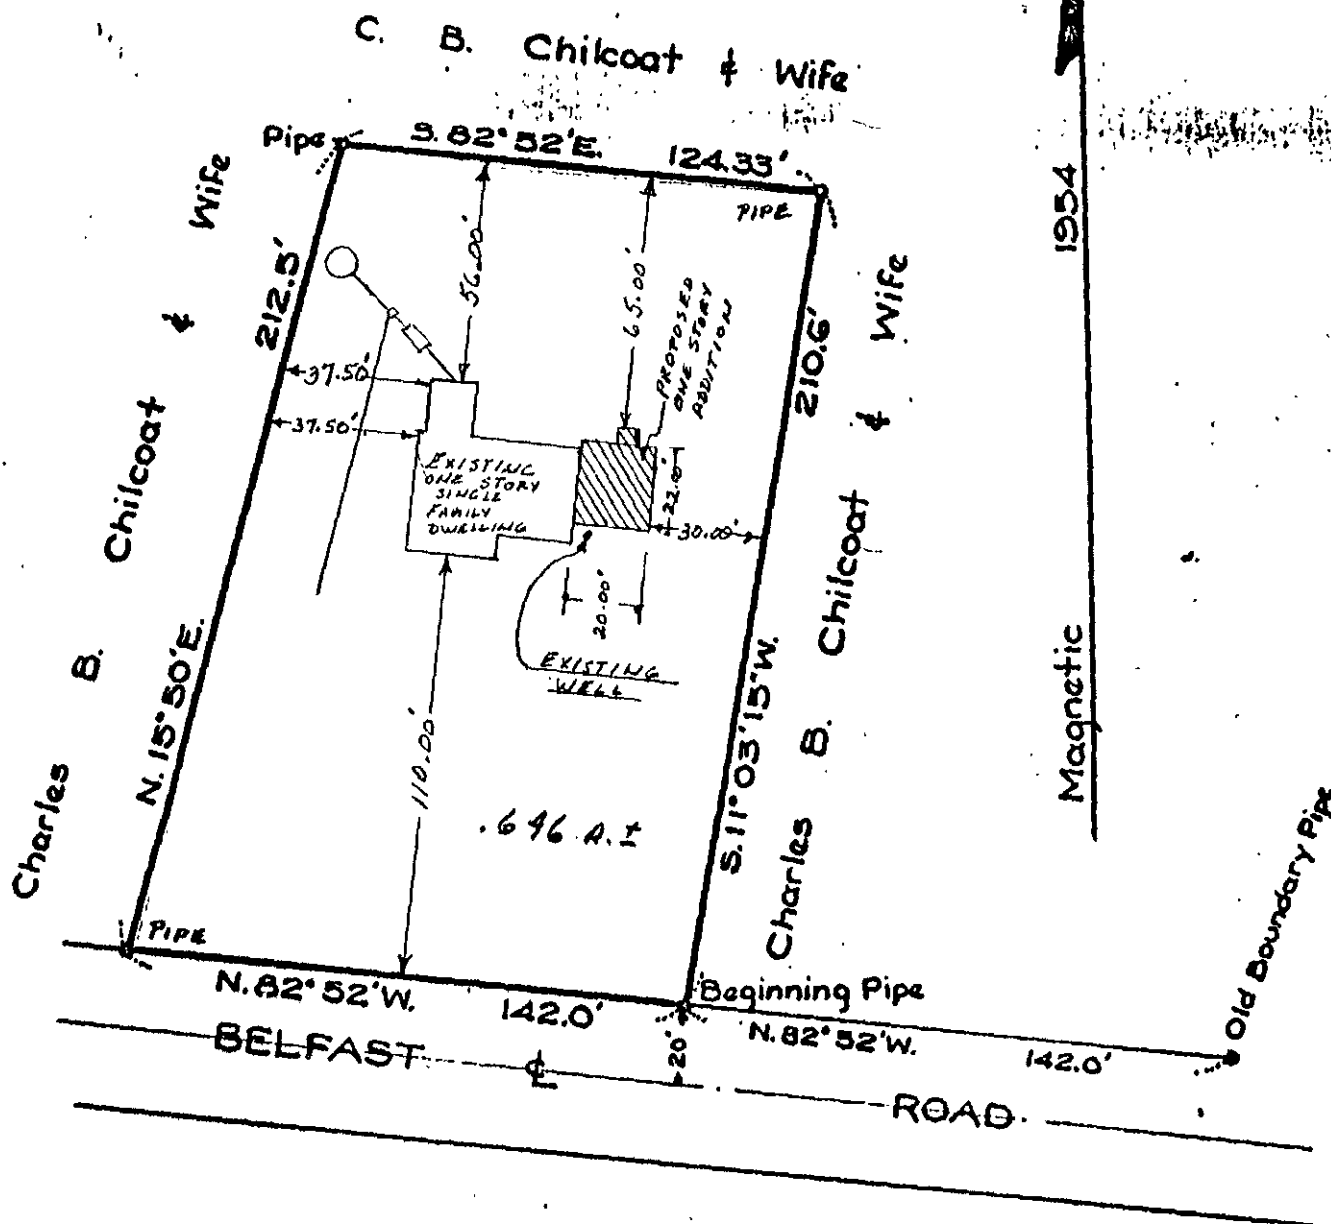 C. B. Chilcoat & Wife
Pipe
S. 82° 52' E.
124.33'
PIPE
1954
Wife
&
Chilcoat
B.
Charles
212.5'
N. 15° 50' E.
56.00'
65.00'
PROPOSED
ONE STORY
ADDITION
210.6'
Wife
&
Chilcoat
B.
Charles
37.50'
37.50'
EXISTING
ONE STORY
SINGLE
FAMILY
DWELLING
22.00'
30.00'
20.00'
EXISTING
WELL
S. 11° 03' 15" W.
Magnetic
110.00'
.696 A. ±
PIPE
Beginning Pipe
Old Boundary Pipe
N. 82° 52' W.
142.0'
N. 82° 52' W.
142.0'
20'
BELFAST ROAD